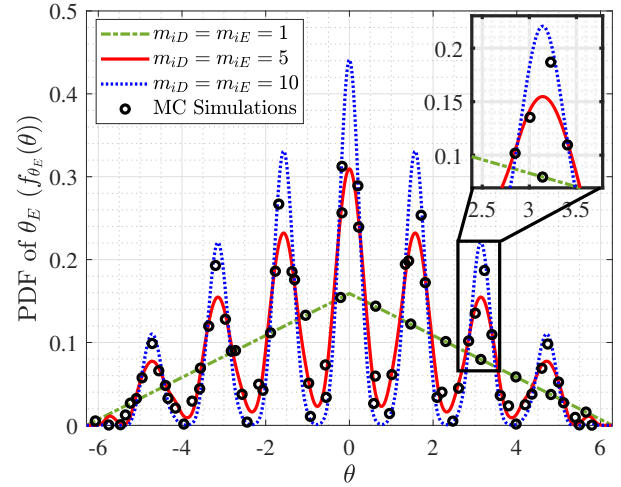 0.5
0.4
0.3
0.2
0.1
0
PDF of θ_E (f_{θ_E}(θ))
m_{iD} = m_{iE} = 1
m_{iD} = m_{iE} = 5
m_{iD} = m_{iE} = 10
MC Simulations
0.2
0.15
0.1
2.5 3 3.5
-6 -4 -2 0 2 4 6
θ